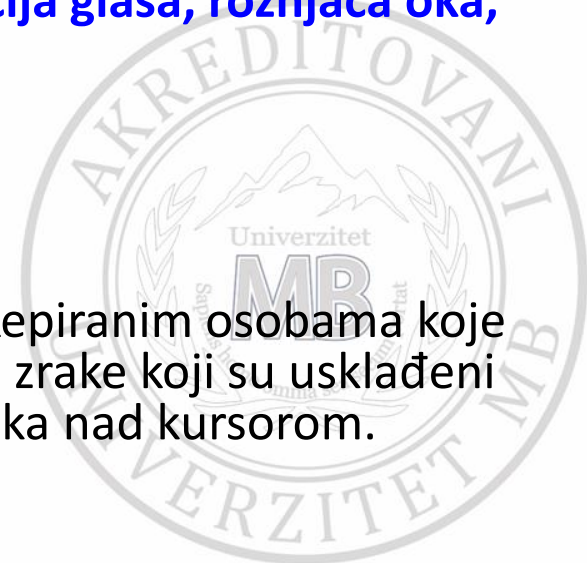 cija glasa, rožnjača oka,
AKREDITOVANI
Univerzitet
MB
epiranim osobama koje
zrake koji su usklađeni
ka nad kursorom.
UNIVERZITET MB